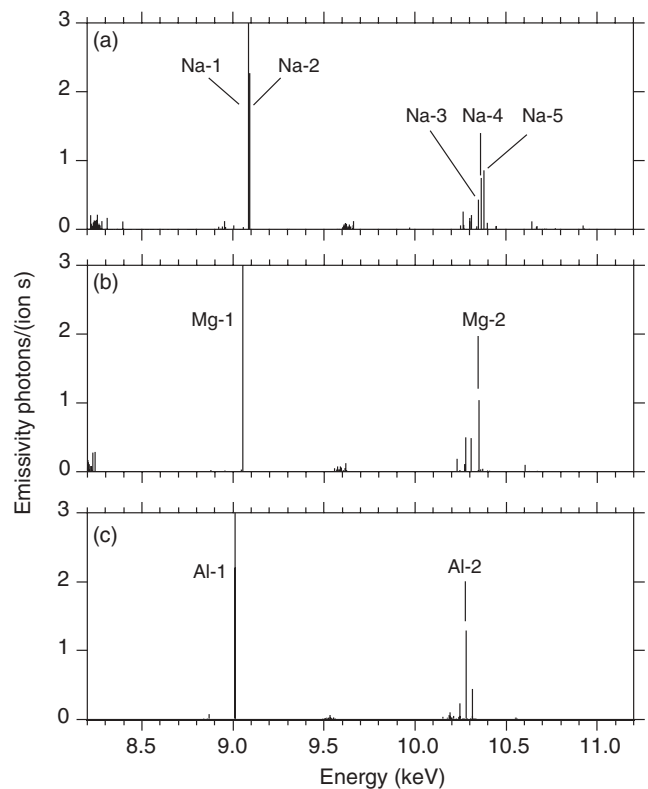 3
(a)
Na-1
Na-2
2
Na-3
Na-4
Na-5
1
0
3
(b)
Mg-1
Mg-2
2
1
0
3
(c)
Al-1
Al-2
2
1
0
Emissivity photons/(ion s)
8.5 9.0 9.5 10.0 10.5 11.0
Energy (keV)